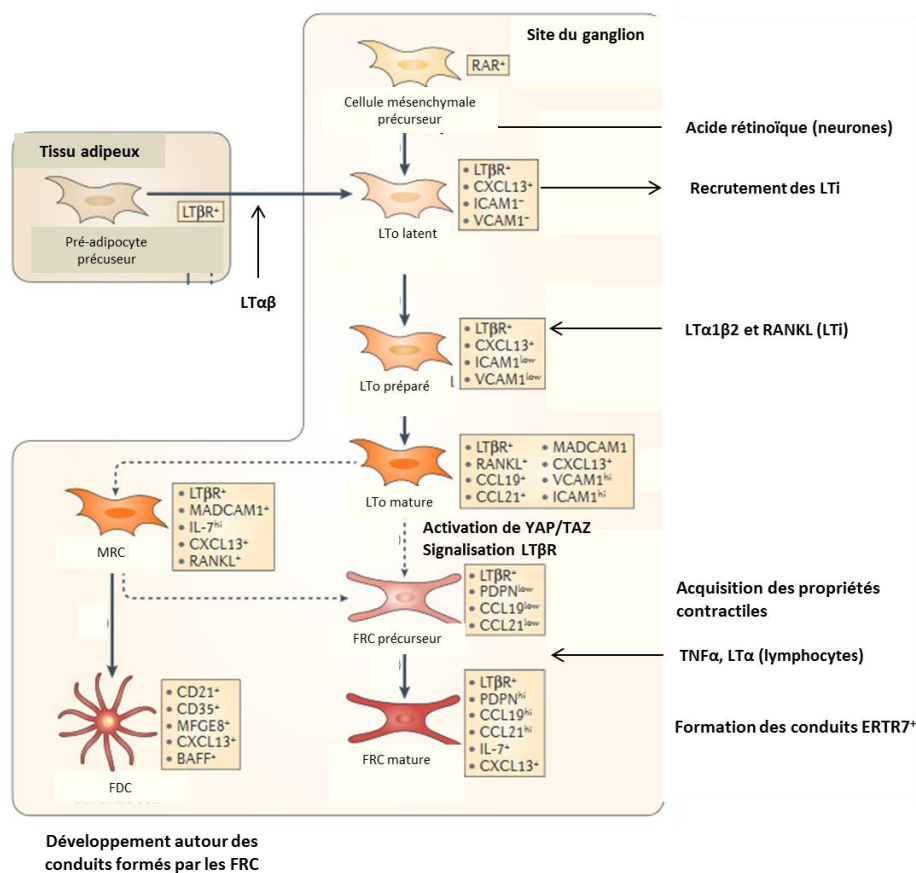 Site du ganglion
RAR⁺
Cellule mésenchymale
précurseur
Acide rétinoïque (neurones)
Tissu adipeux
LTβR⁺
Pré-adipocyte
précuseur
LTαβ
• LTβR⁺
• CXCL13⁺
• ICAM1⁻
• VCAM1⁻
LTo latent
Recrutement des LTi
• LTβR⁺
• CXCL13⁺
• ICAM1ˡᵒʷ
• VCAM1ˡᵒʷ
LTo préparé
LTα1β2 et RANKL (LTi)
• LTβR⁺ • MADCAM1
• RANKL⁺ • CXCL13⁺
• CCL19⁺ • VCAM1ʰⁱ
• CCL21⁺ • ICAM1ʰⁱ
LTo mature
• LTβR⁺
• MADCAM1⁺
• IL-7ʰⁱ
• CXCL13⁺
• RANKL⁺
MRC
Activation de YAP/TAZ
Signalisation LTβR
• LTβR⁺
• PDPNˡᵒʷ
• CCL19ˡᵒʷ
• CCL21ˡᵒʷ
FRC précurseur
Acquisition des propriétés
contractiles
TNFα, LTα (lymphocytes)
• LTβR⁺
• PDPNʰⁱ
• CCL19ʰⁱ
• CCL21ʰⁱ
• IL-7⁺
• CXCL13⁺
FRC mature
Formation des conduits ERTR7⁺
• CD21⁺
• CD35⁺
• MFGE8⁺
• CXCL13⁺
• BAFF⁺
FDC
Développement autour des
conduits formés par les FRC